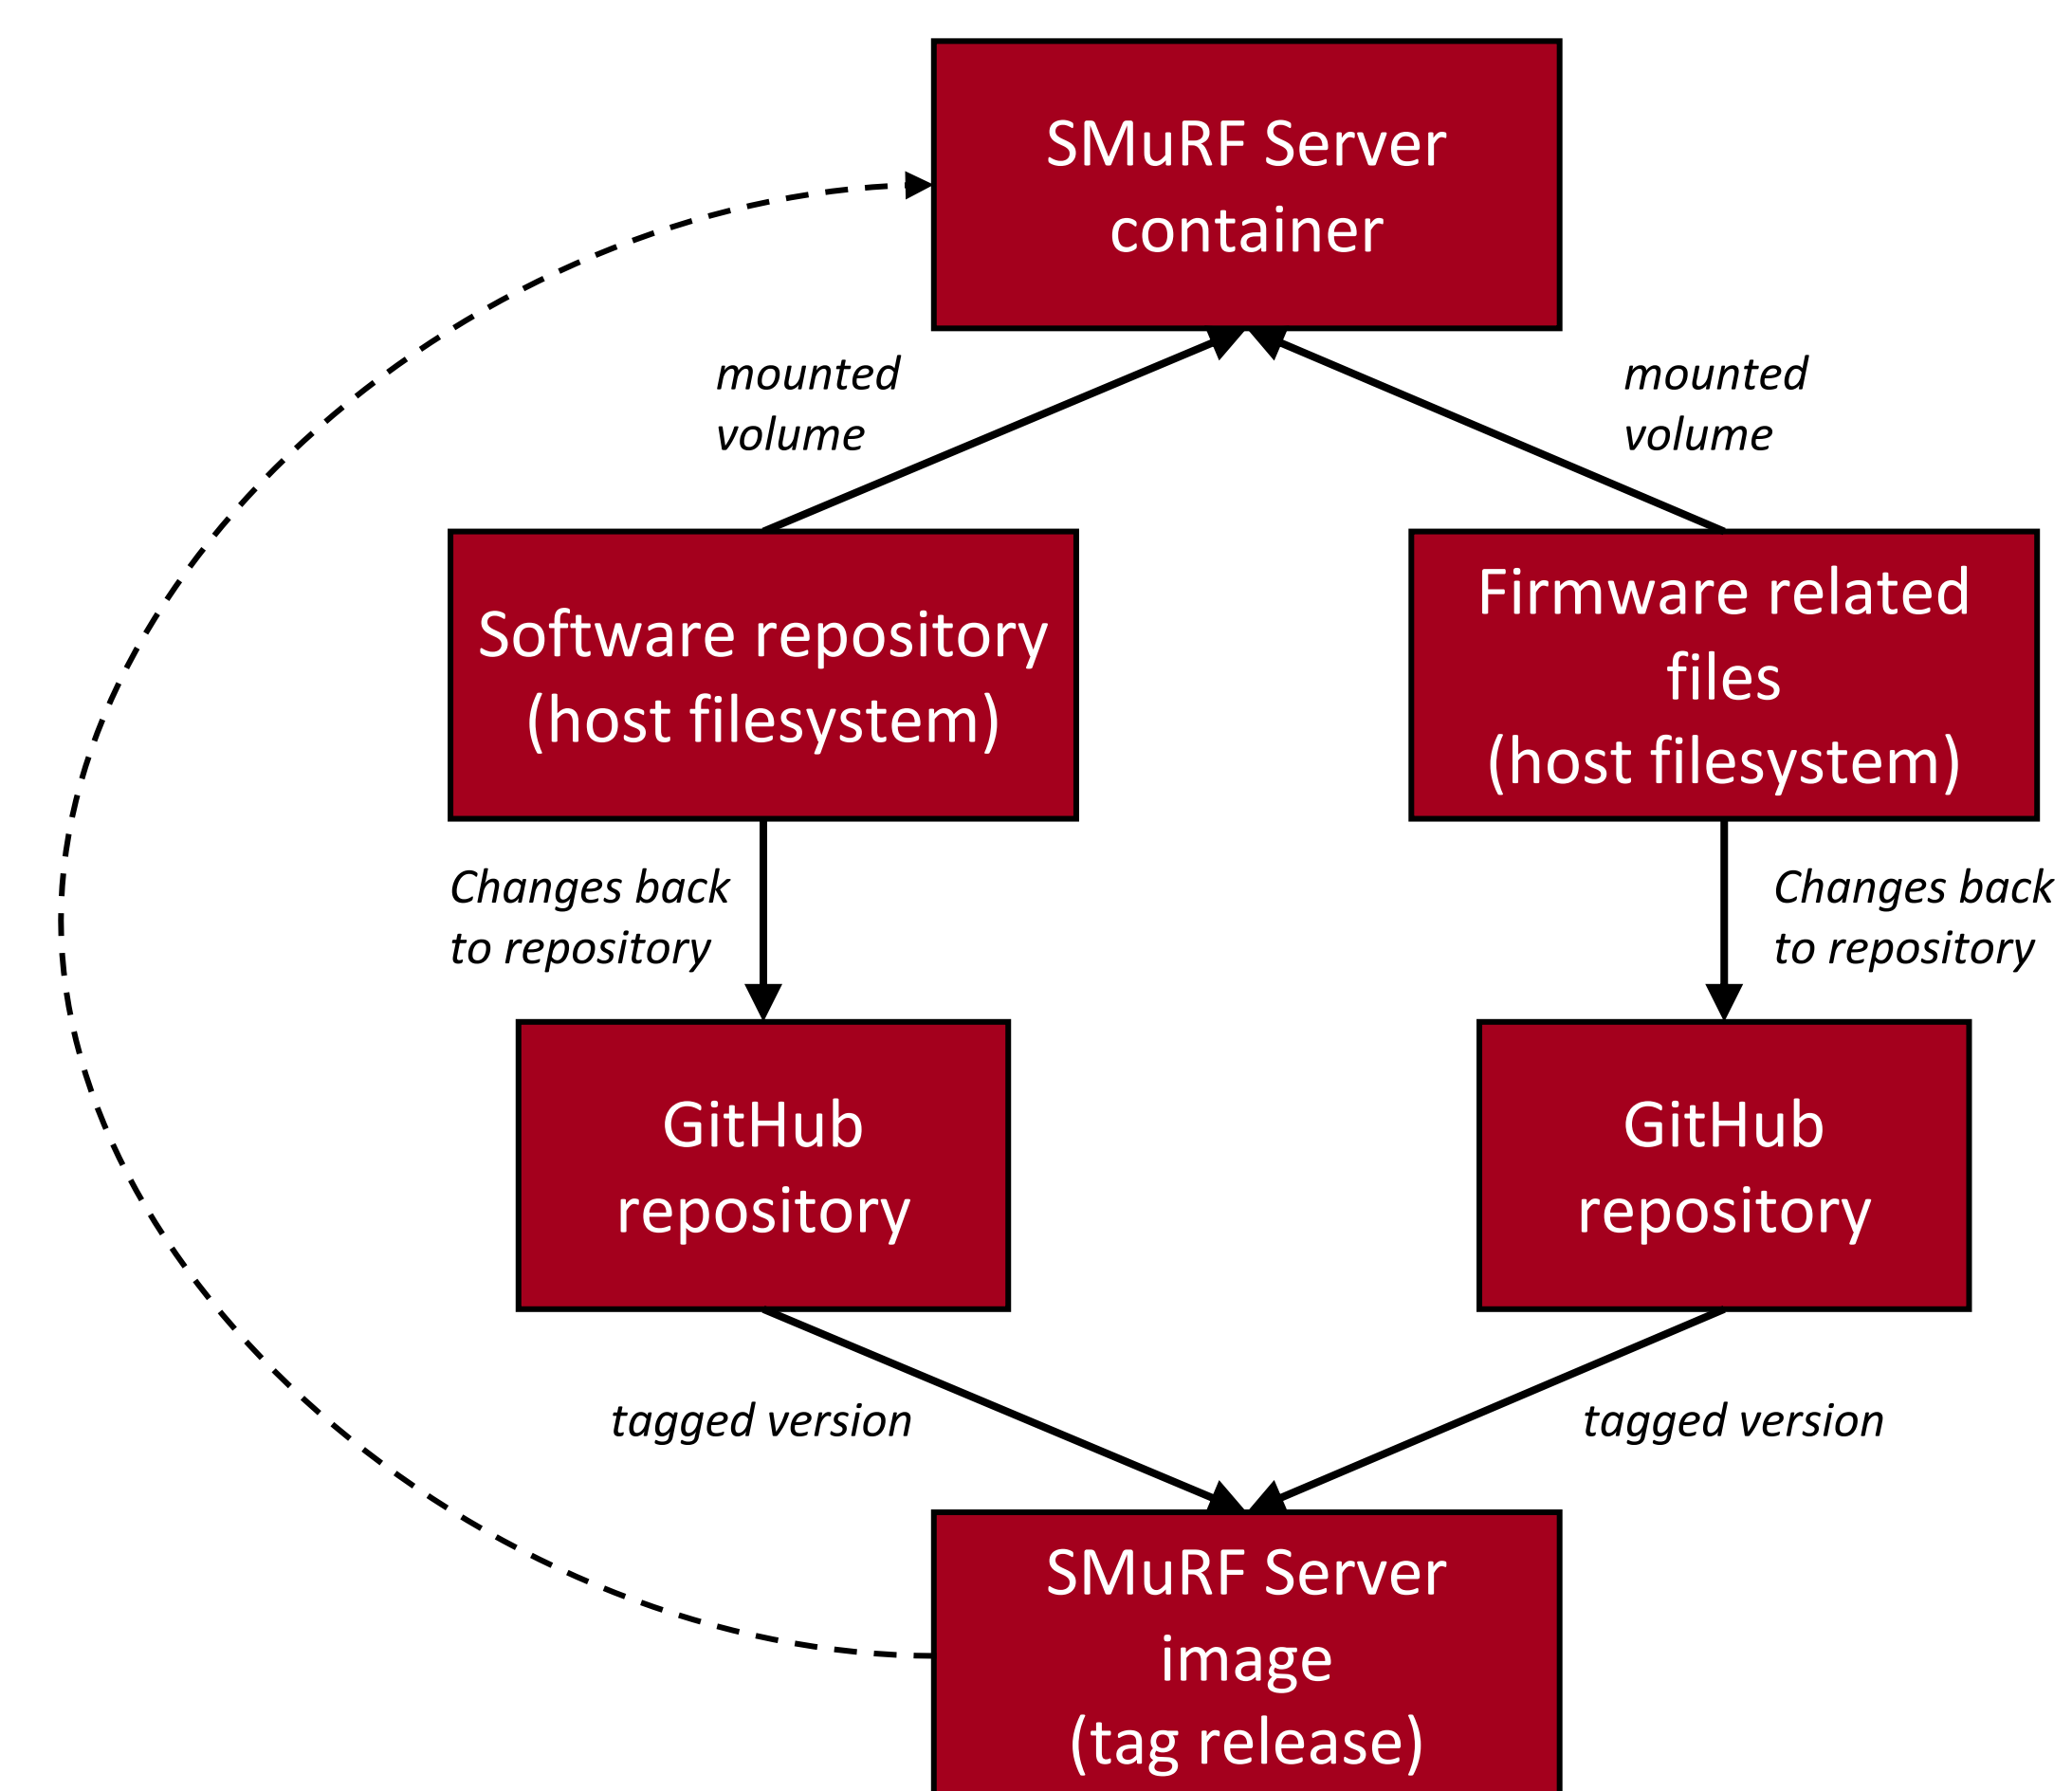 SMuRF Server
container
mounted
volume
mounted
volume
Software repository
(host filesystem)
Firmware related
files
(host filesystem)
Changes back
to repository
Changes back
to repository
GitHub
repository
GitHub
repository
tagged version
tagged version
SMuRF Server
image
(tag release)